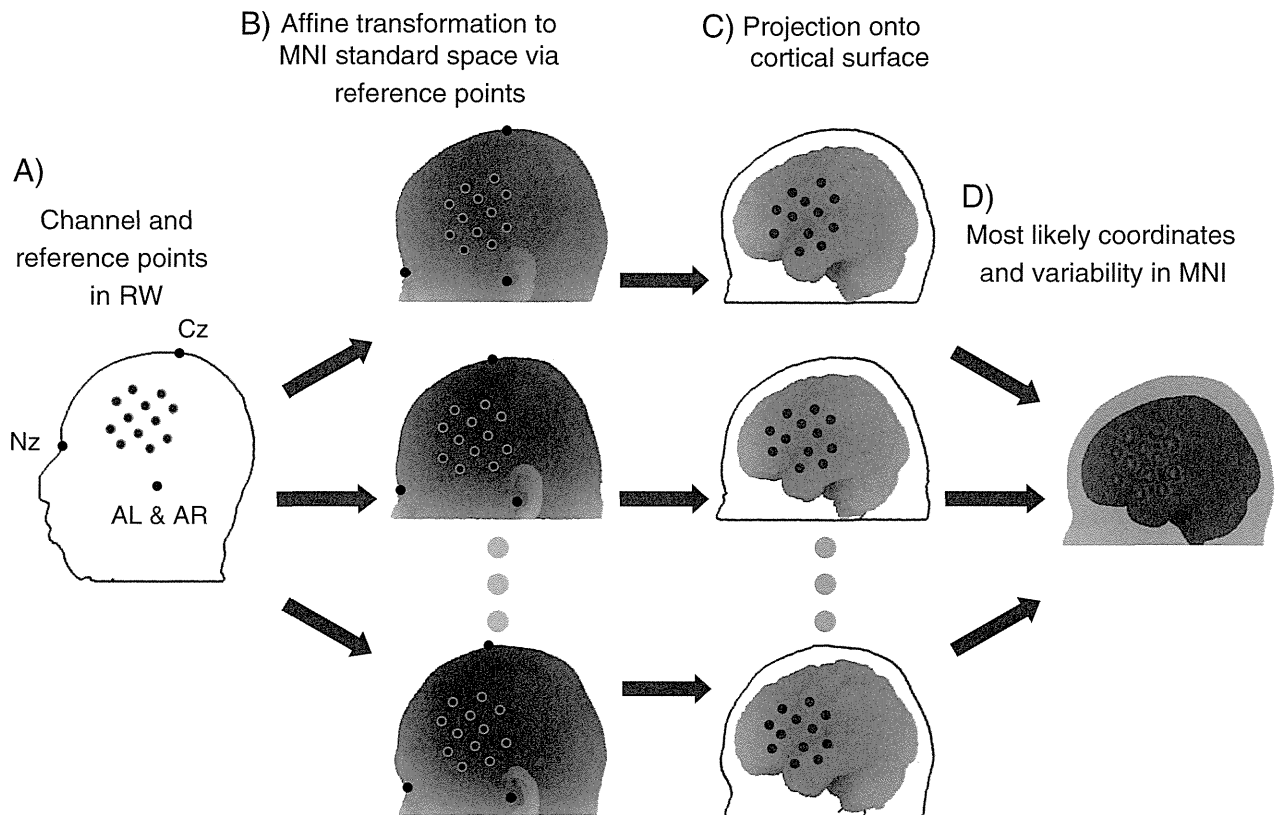 A)
Channel and
reference points
in RW
Cz
Nz
AL & AR
B) Affine transformation to
MNI standard space via
reference points
C) Projection onto
cortical surface
D)
Most likely coordinates
and variability in MNI